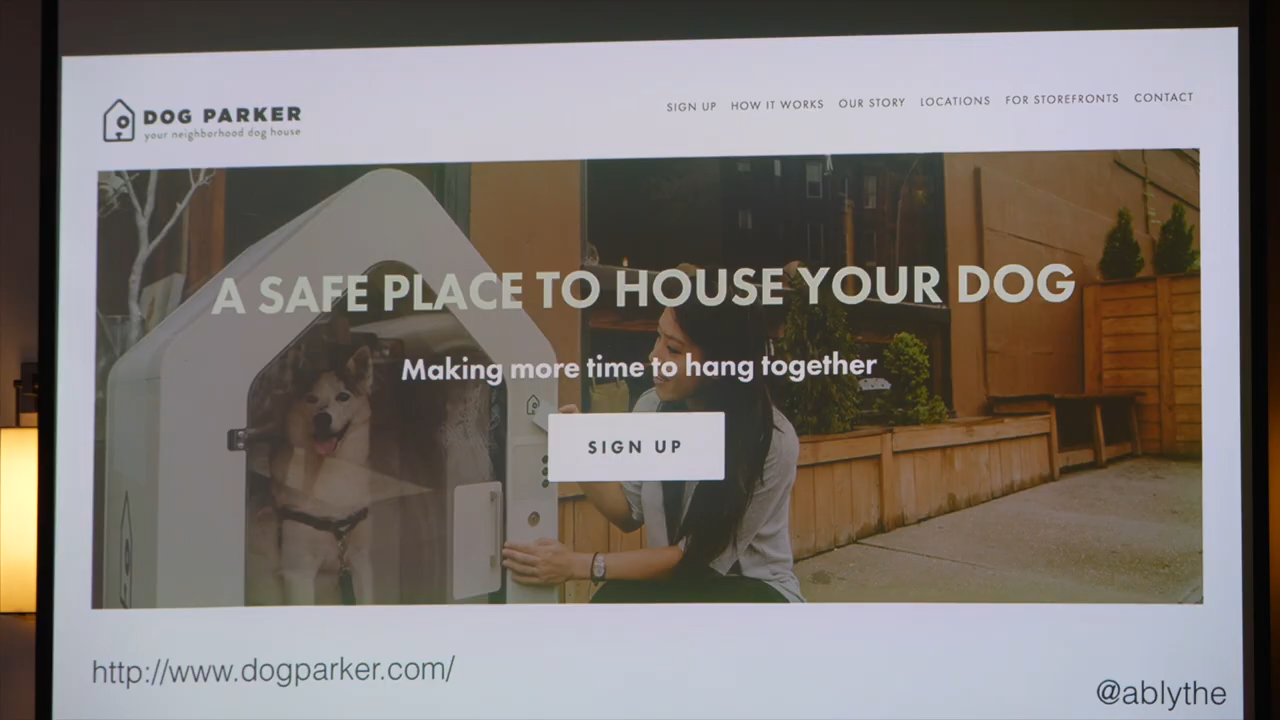 DOG PARKER
your neighborhood dog house
SIGN UP HOW IT WORKS OUR STORY LOCATIONS FOR STOREFRONTS CONTACT
A SAFE PLACE TO HOUSE YOUR DOG
Making more time to hang together
SIGN UP
http://www.dogparker.com/
@ablythe